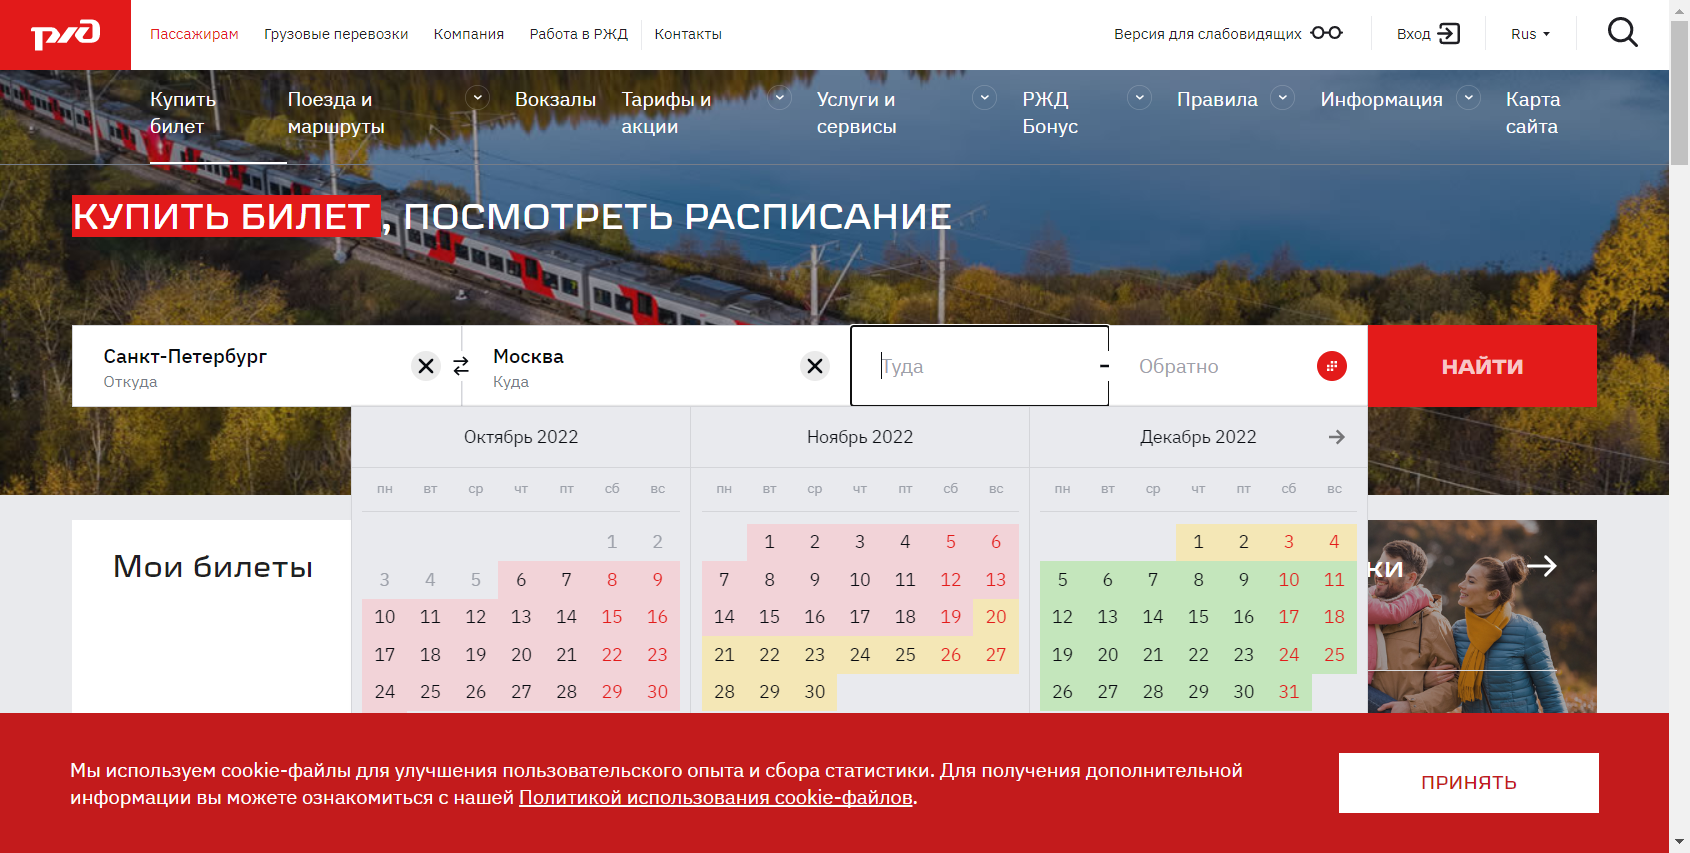 РЖД
Пассажирам Грузовые перевозки Компания Работа в РЖД Контакты Версия для слабовидящих Вход Rus
Купить билет Поезда и маршруты Вокзалы Тарифы и акции Услуги и сервисы РЖД Бонус Правила Информация Карта сайта
КУПИТЬ БИЛЕТ, ПОСМОТРЕТЬ РАСПИСАНИЕ
Санкт-Петербург Москва
Откуда Куда
Туда Обратно НАЙТИ
Октябрь 2022 Ноябрь 2022 Декабрь 2022
пн вт ср чт пт сб вс пн вт ср чт пт сб вс пн вт ср чт пт сб вс
1 2 1 2 3 4 5 6 1 2 3 4
3 4 5 6 7 8 9 7 8 9 10 11 12 13 5 6 7 8 9 10 11
10 11 12 13 14 15 16 14 15 16 17 18 19 20 12 13 14 15 16 17 18
17 18 19 20 21 22 23 21 22 23 24 25 26 27 19 20 21 22 23 24 25
24 25 26 27 28 29 30 28 29 30 26 27 28 29 30 31
Мои билеты
ки
Мы используем cookie-файлы для улучшения пользовательского опыта и сбора статистики. Для получения дополнительной
информации вы можете ознакомиться с нашей Политикой использования cookie-файлов.
ПРИНЯТЬ